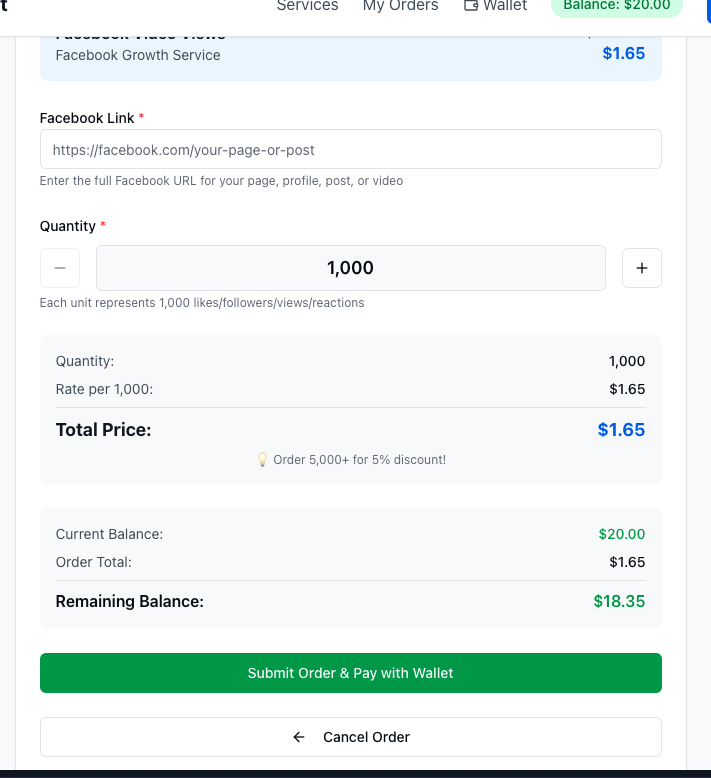 t Services My Orders Wallet Balance: $20.00
Facebook Video Views
Facebook Growth Service $1.65
Facebook Link *
https://facebook.com/your-page-or-post
Enter the full Facebook URL for your page, profile, post, or video
Quantity *
− 1,000 +
Each unit represents 1,000 likes/followers/views/reactions
Quantity: 1,000
Rate per 1,000: $1.65
Total Price: $1.65
💡 Order 5,000+ for 5% discount!
Current Balance: $20.00
Order Total: $1.65
Remaining Balance: $18.35
Submit Order & Pay with Wallet
← Cancel Order